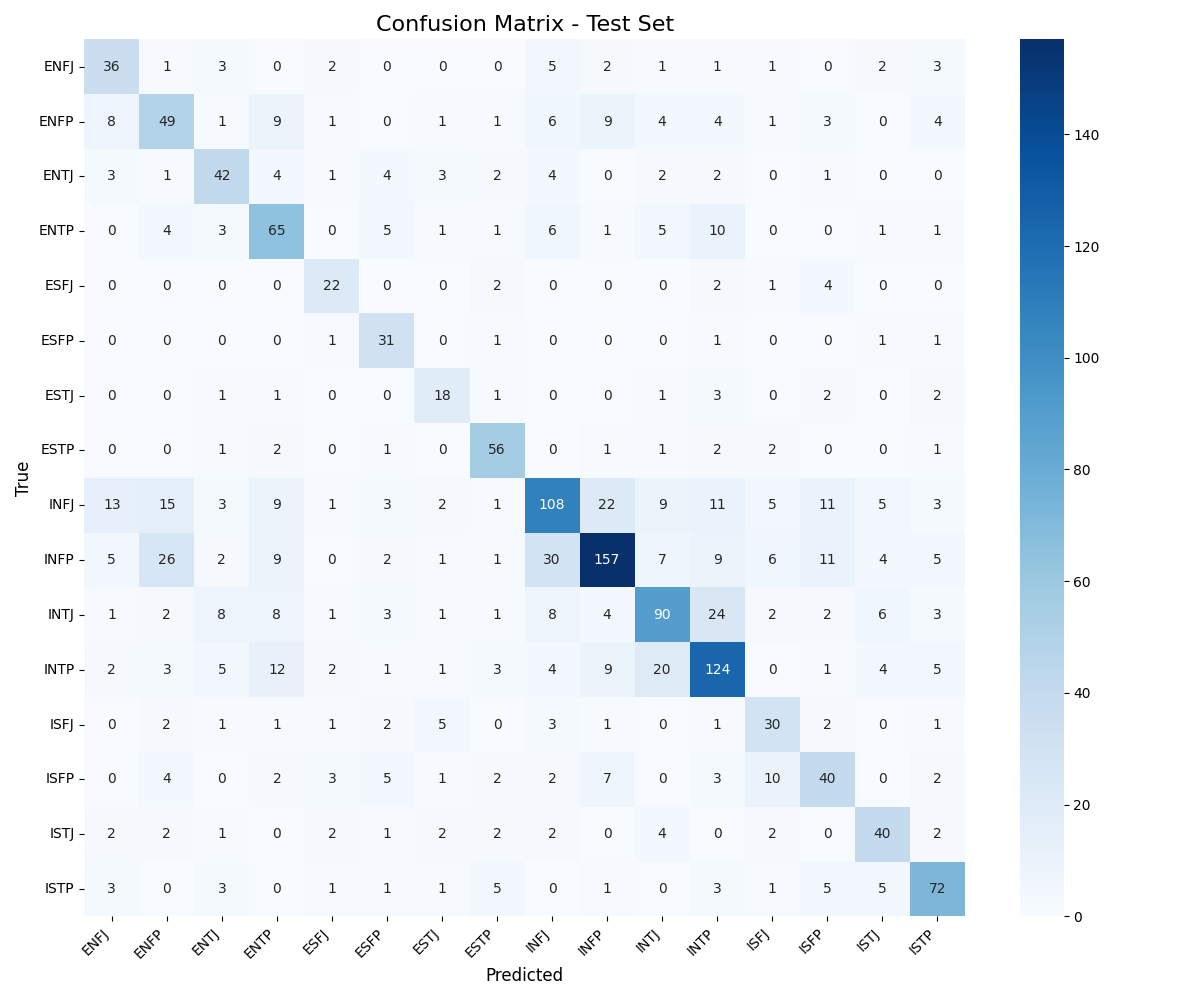 Confusion Matrix - Test Set
ENFJ 36 1 3 0 2 0 0 0 5 2 1 1 1 0 2 3
ENFP 8 49 1 9 1 0 1 1 6 9 4 4 1 3 0 4
ENTJ 3 1 42 4 1 4 3 2 4 0 2 2 0 1 0 0
ENTP 0 4 3 65 0 5 1 1 6 1 5 10 0 0 1 1
ESFJ 0 0 0 0 22 0 0 2 0 0 0 2 1 4 0 0
ESFP 0 0 0 0 1 31 0 1 0 0 0 1 0 0 1 1
ESTJ 0 0 1 1 0 0 18 1 0 0 1 3 0 2 0 2
ESTP 0 0 1 2 0 1 0 56 0 1 1 2 2 0 0 1
INFJ 13 15 3 9 1 3 2 1 108 22 9 11 5 11 5 3
INFP 5 26 2 9 0 2 1 1 30 157 7 9 6 11 4 5
INTJ 1 2 8 8 1 3 1 1 8 4 90 24 2 2 6 3
INTP 2 3 5 12 2 1 1 3 4 9 20 124 0 1 4 5
ISFJ 0 2 1 1 1 2 5 0 3 1 0 1 30 2 0 1
ISFP 0 4 0 2 3 5 1 2 2 7 0 3 10 40 0 2
ISTJ 2 2 1 0 2 1 2 2 2 0 4 0 2 0 40 2
ISTP 3 0 3 0 1 1 1 5 0 1 0 3 1 5 5 72
ENFJ ENFP ENTJ ENTP ESFJ ESFP ESTJ ESTP INFJ INFP INTJ INTP ISFJ ISFP ISTJ ISTP
Predicted
True
140
120
100
80
60
40
20
0